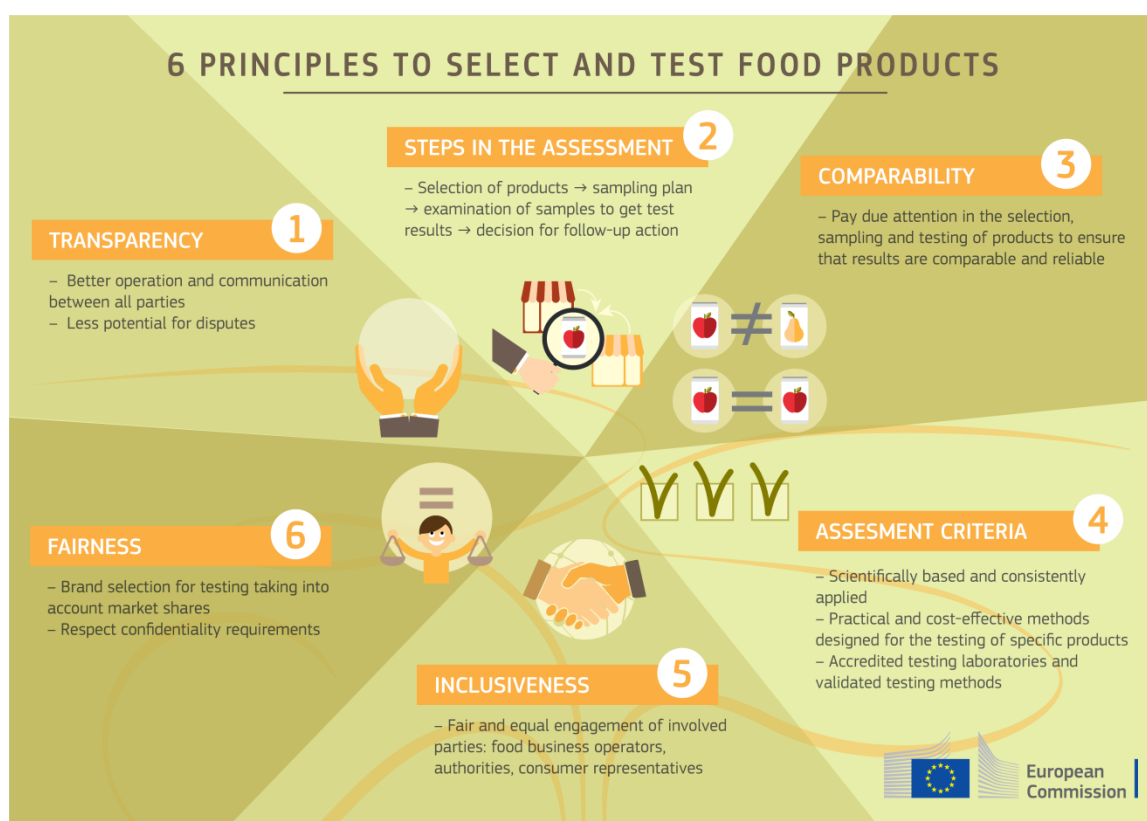 6 PRINCIPLES TO SELECT AND TEST FOOD PRODUCTS
1
TRANSPARENCY
– Better operation and communication
between all parties
– Less potential for disputes
2
STEPS IN THE ASSESSMENT
– Selection of products → sampling plan
→ examination of samples to get test
results → decision for follow-up action
3
COMPARABILITY
– Pay due attention in the selection,
sampling and testing of products to ensure
that results are comparable and reliable
≠
=
4
ASSESMENT CRITERIA
– Scientifically based and consistently
applied
– Practical and cost-effective methods
designed for the testing of specific products
– Accredited testing laboratories and
validated testing methods
5
INCLUSIVENESS
– Fair and equal engagement of involved
parties: food business operators,
authorities, consumer representatives
6
FAIRNESS
– Brand selection for testing taking into
account market shares
– Respect confidentiality requirements
=
European
Commission